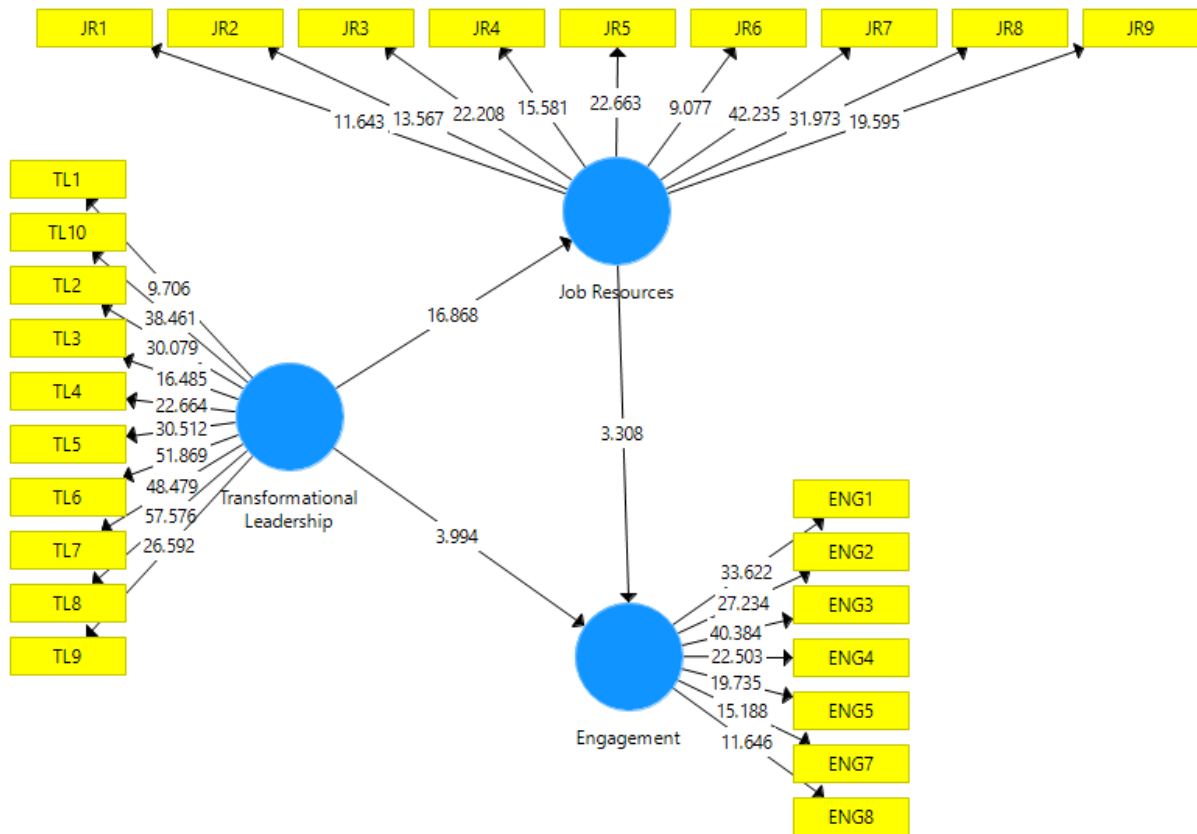 JR1 JR2 JR3 JR4 JR5 JR6 JR7 JR8 JR9
11.643 13.567 22.208 15.581 22.663 9.077 42.235 31.973 19.595
TL1
TL10
TL2
TL3
TL4
TL5
TL6
TL7
TL8
TL9
9.706
38.461
30.079
16.485
22.664
30.512
51.869
48.479
57.576
26.592
Transformational
Leadership
16.868
Job Resources
3.308
3.994
Engagement
33.622
27.234
40.384
22.503
19.735
15.188
11.646
ENG1
ENG2
ENG3
ENG4
ENG5
ENG7
ENG8